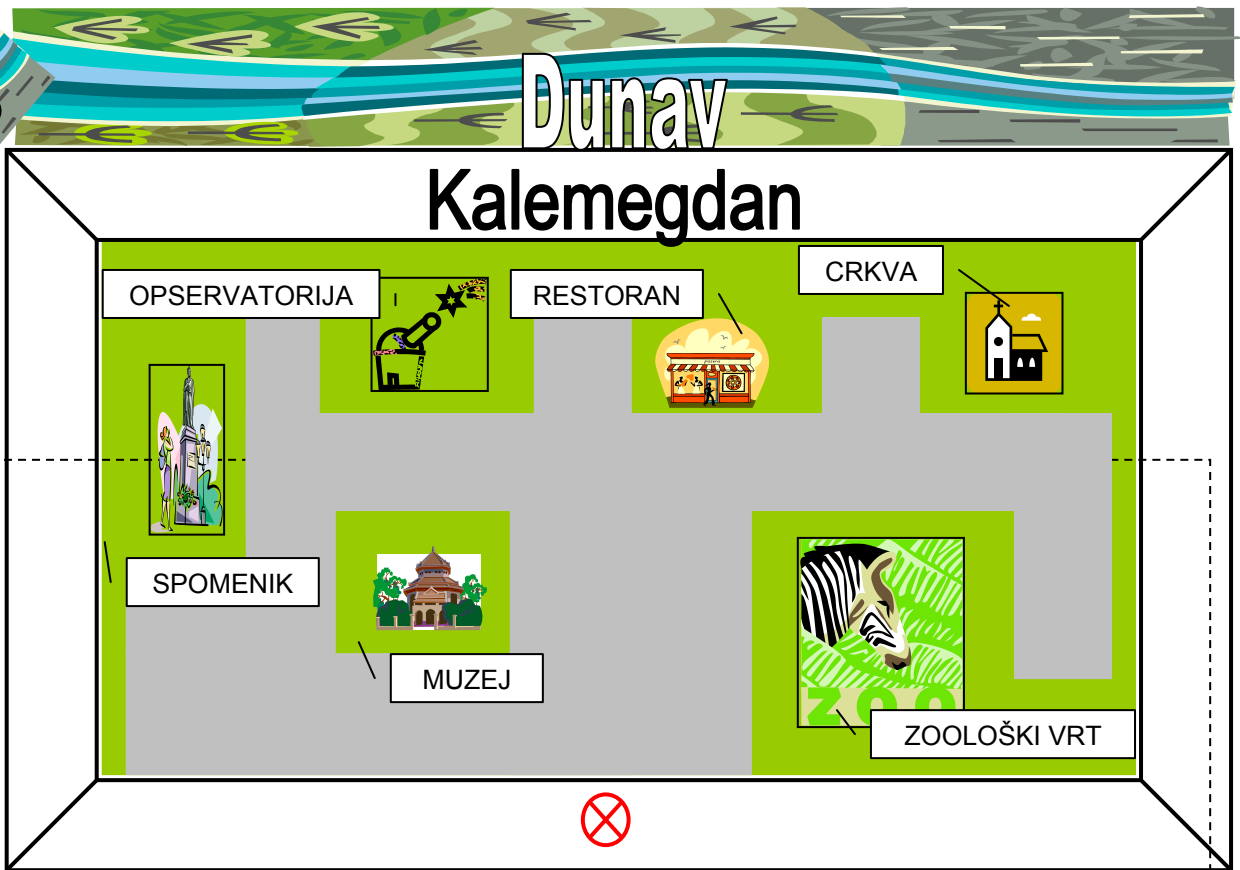 Dunav
Kalemegdan
OPSERVATORIJA
RESTORAN
CRKVA
SPOMENIK
MUZEJ
ZOO
ZOOLOŠKI VRT